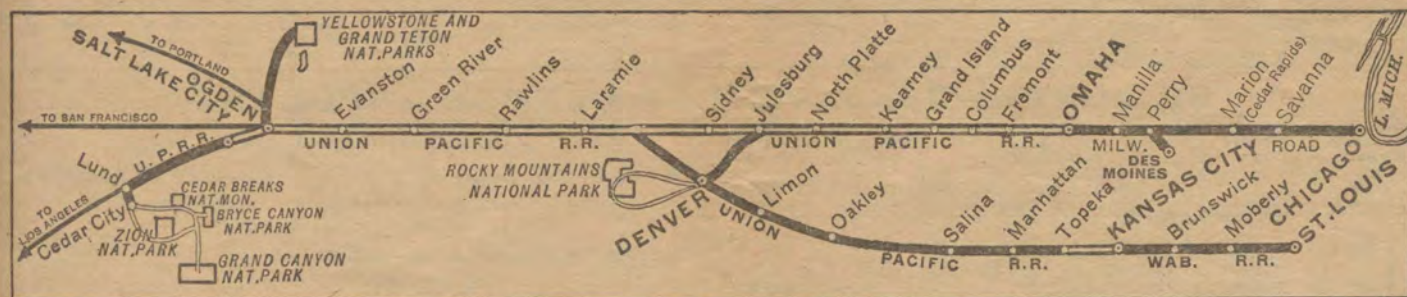 YELLOWSTONE AND
GRAND TETON
NAT. PARKS
TO PORTLAND
SALT LAKE CITY
OGDEN
TO SAN FRANCISCO
Evanston
Green River
Rawlins
Laramie
Sidney
Julesburg
North Platte
Kearney
Grand Island
Columbus
Fremont
OMAHA
Manilla
Perry
Marion
(Cedar Rapids)
Savanna
L. MICH.
UNION PACIFIC R.R.
UNION PACIFIC R.R.
MILW. ROAD
DES
MOINES
CHICAGO
U. P. R. R.
Lund
TO
LOS ANGELES
Cedar City
CEDAR BREAKS
NAT. MON.
BRYCE CANYON
NAT. PARK
ZION
NAT. PARK
GRAND CANYON
NAT. PARK
ROCKY MOUNTAINS
NATIONAL PARK
DENVER
Limon
Oakley
Salina
Manhattan
Topeka
KANSAS CITY
Brunswick
Moberly
ST. LOUIS
UNION PACIFIC R.R.
WAB. R.R.